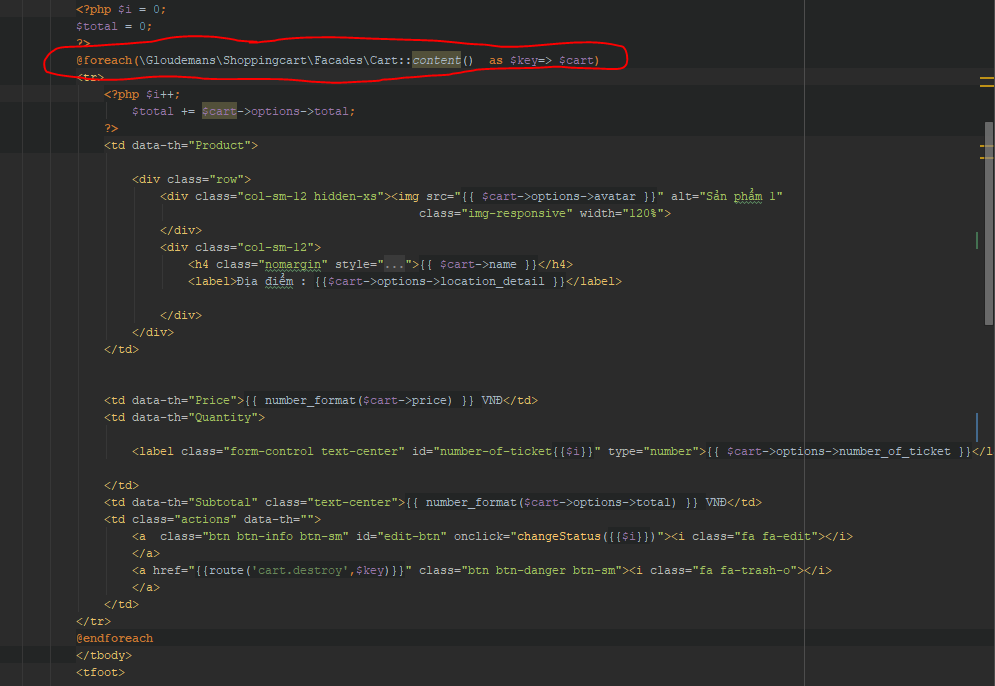 <?php $i = 0;
$total = 0;
?>
@foreach(\Gloudemans\Shoppingcart\Facades\Cart::content()  as $key=> $cart)
<tr>
<?php $i++;
$total += $cart->options->total;
?>
<td data-th="Product">
<div class="row">
<div class="col-sm-12 hidden-xs"><img src="{{ $cart->options->avatar }}" alt="Sản phẩm 1"
class="img-responsive" width="120%">
</div>
<div class="col-sm-12">
<h4 class="nomargin" style="...">{{ $cart->name }}</h4>
<label>Địa điểm : {{$cart->options->location_detail }}</label>
</div>
</div>
</td>
<td data-th="Price">{{ number_format($cart->price) }} VNĐ</td>
<td data-th="Quantity">
<label class="form-control text-center" id="number-of-ticket{{$i}}" type="number">{{ $cart->options->number_of_ticket }}</l
</td>
<td data-th="Subtotal" class="text-center">{{ number_format($cart->options->total) }} VNĐ</td>
<td class="actions" data-th="">
<a  class="btn btn-info btn-sm" id="edit-btn" onclick="changeStatus({{$i}})"><i class="fa fa-edit"></i>
</a>
<a href="{{route('cart.destroy',$key)}}" class="btn btn-danger btn-sm"><i class="fa fa-trash-o"></i>
</a>
</td>
</tr>
@endforeach
</tbody>
<tfoot>